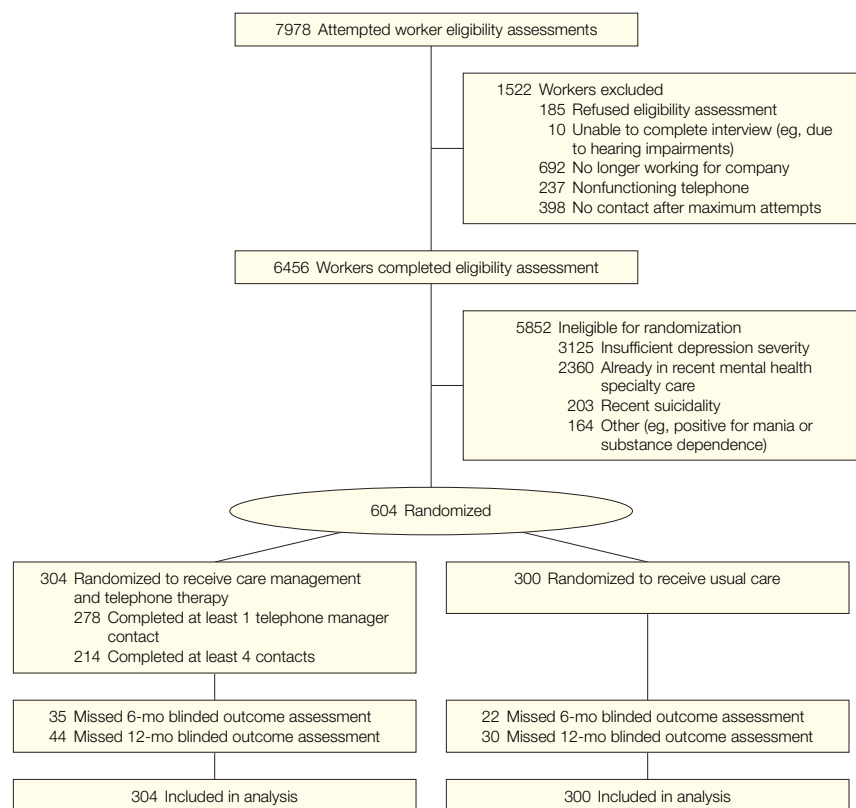 7978 Attempted worker eligibility assessments
1522 Workers excluded
185 Refused eligibility assessment
10 Unable to complete interview (eg, due
to hearing impairments)
692 No longer working for company
237 Nonfunctioning telephone
398 No contact after maximum attempts
6456 Workers completed eligibility assessment
5852 Ineligible for randomization
3125 Insufficient depression severity
2360 Already in recent mental health
specialty care
203 Recent suicidality
164 Other (eg, positive for mania or
substance dependence)
604 Randomized
304 Randomized to receive care management
and telephone therapy
278 Completed at least 1 telephone manager
contact
214 Completed at least 4 contacts
300 Randomized to receive usual care
35 Missed 6-mo blinded outcome assessment
44 Missed 12-mo blinded outcome assessment
22 Missed 6-mo blinded outcome assessment
30 Missed 12-mo blinded outcome assessment
304 Included in analysis
300 Included in analysis